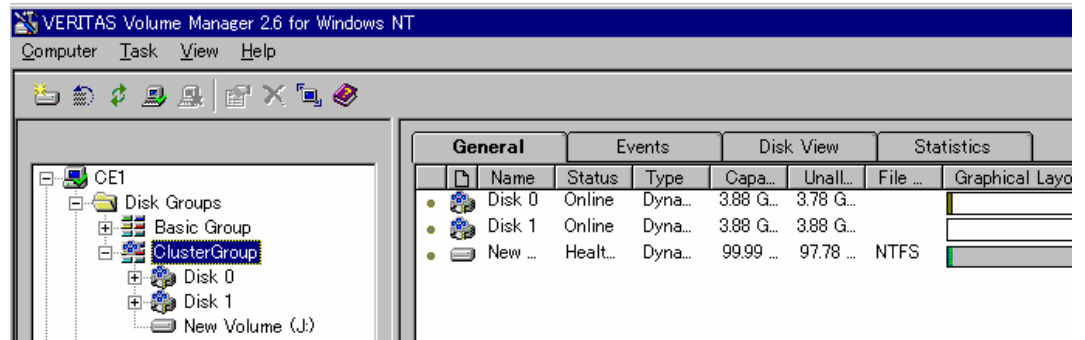 VERITAS Volume Manager 2.6 for Windows NT
Computer Task View Help
General Events Disk View Statistics
Name Status Type Capa... Unall... File ... Graphical Layo
CE1
Disk Groups
Basic Group
ClusterGroup
Disk 0
Disk 1
New Volume (J:)
Disk 0 Online Dyna... 3.88 G... 3.78 G...
Disk 1 Online Dyna... 3.88 G... 3.88 G...
New ... Healt... Dyna... 99.99 ... 97.78 ... NTFS